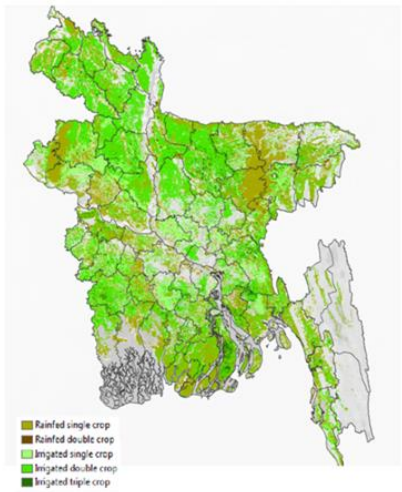 Rainfed single crop
Rainfed double crop
Irrigated single crop
Irrigated double crop
Irrigated triple crop